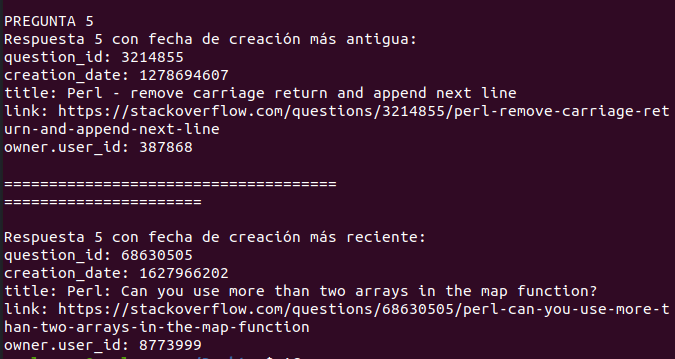 PREGUNTA 5
Respuesta 5 con fecha de creación más antigua:
question_id: 3214855
creation_date: 1278694607
title: Perl - remove carriage return and append next line
link: https://stackoverflow.com/questions/3214855/perl-remove-carriage-ret
urn-and-append-next-line
owner.user_id: 387868
=====================================
======================
Respuesta 5 con fecha de creación más reciente:
question_id: 68630505
creation_date: 1627966202
title: Perl: Can you use more than two arrays in the map function?
link: https://stackoverflow.com/questions/68630505/perl-can-you-use-more-t
han-two-arrays-in-the-map-function
owner.user_id: 8773999